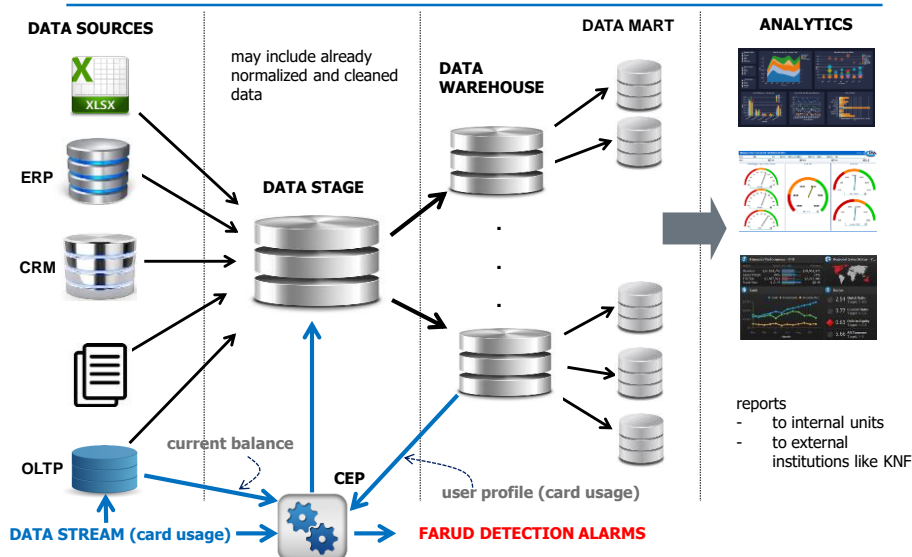 DATA SOURCES
DATA MART
ANALYTICS
may include already
normalized and cleaned
data
DATA
WAREHOUSE
X
XLSX
ERP
DATA STAGE
CRM
.
.
.
reports
- to internal units
- to external
institutions like KNF
current balance
OLTP
CEP
user profile (card usage)
DATA STREAM (card usage)
FARUD DETECTION ALARMS